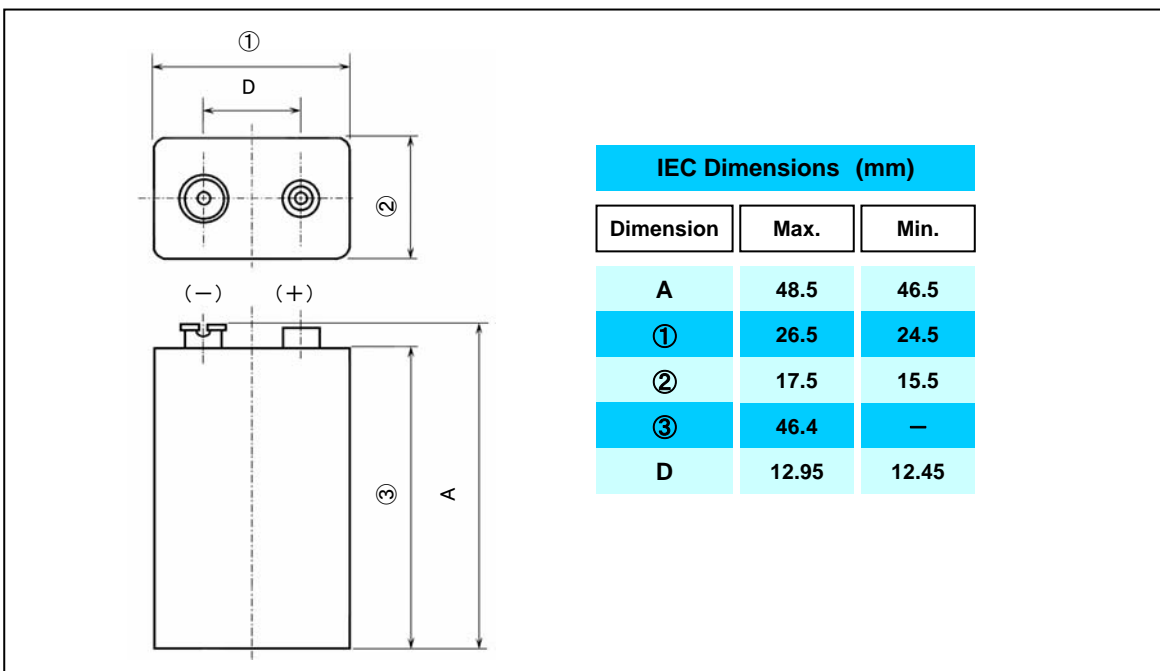 ①
D
②
(－) (+)
③
A
IEC Dimensions (mm)
Dimension Max. Min.
A 48.5 46.5
① 26.5 24.5
② 17.5 15.5
③ 46.4 －
D 12.95 12.45